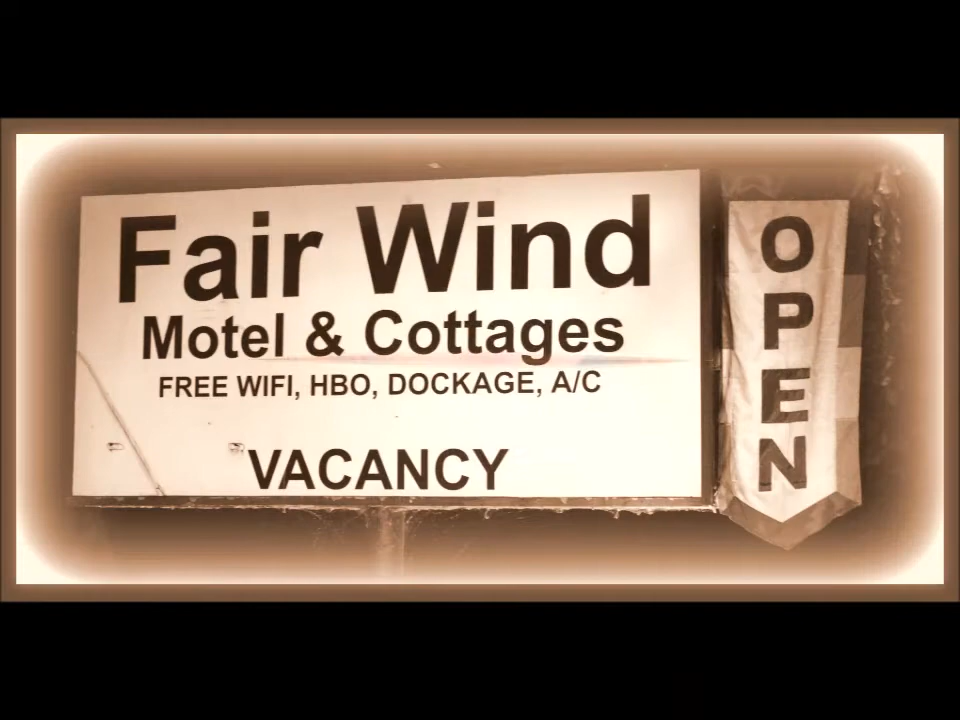 Fair Wind
Motel & Cottages
FREE WIFI, HBO, DOCKAGE, A/C
VACANCY
OPEN